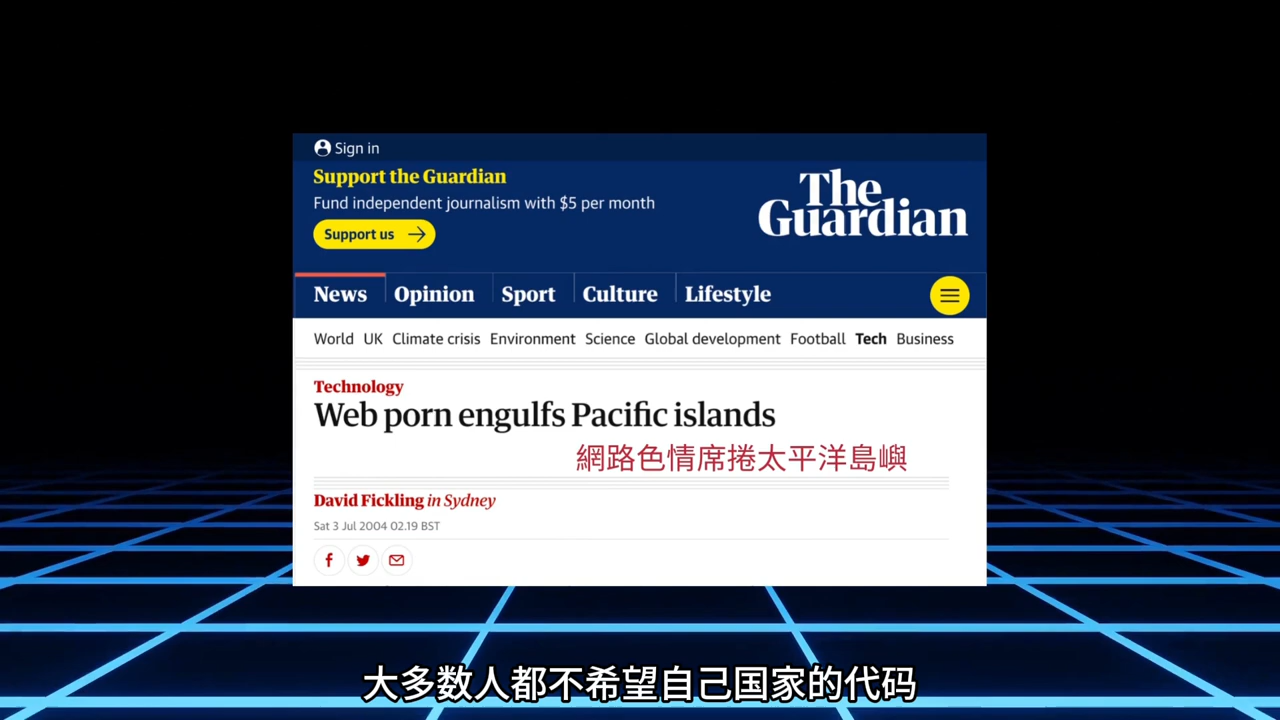 Sign in
Support the Guardian
Fund independent journalism with $5 per month
Support us
The Guardian
News Opinion Sport Culture Lifestyle
World UK Climate crisis Environment Science Global development Football Tech Business
Technology
Web porn engulfs Pacific islands
網路色情席捲太平洋島嶼
David Fickling in Sydney
Sat 3 Jul 2004 02.19 BST
大多数人都不希望自己国家的代码